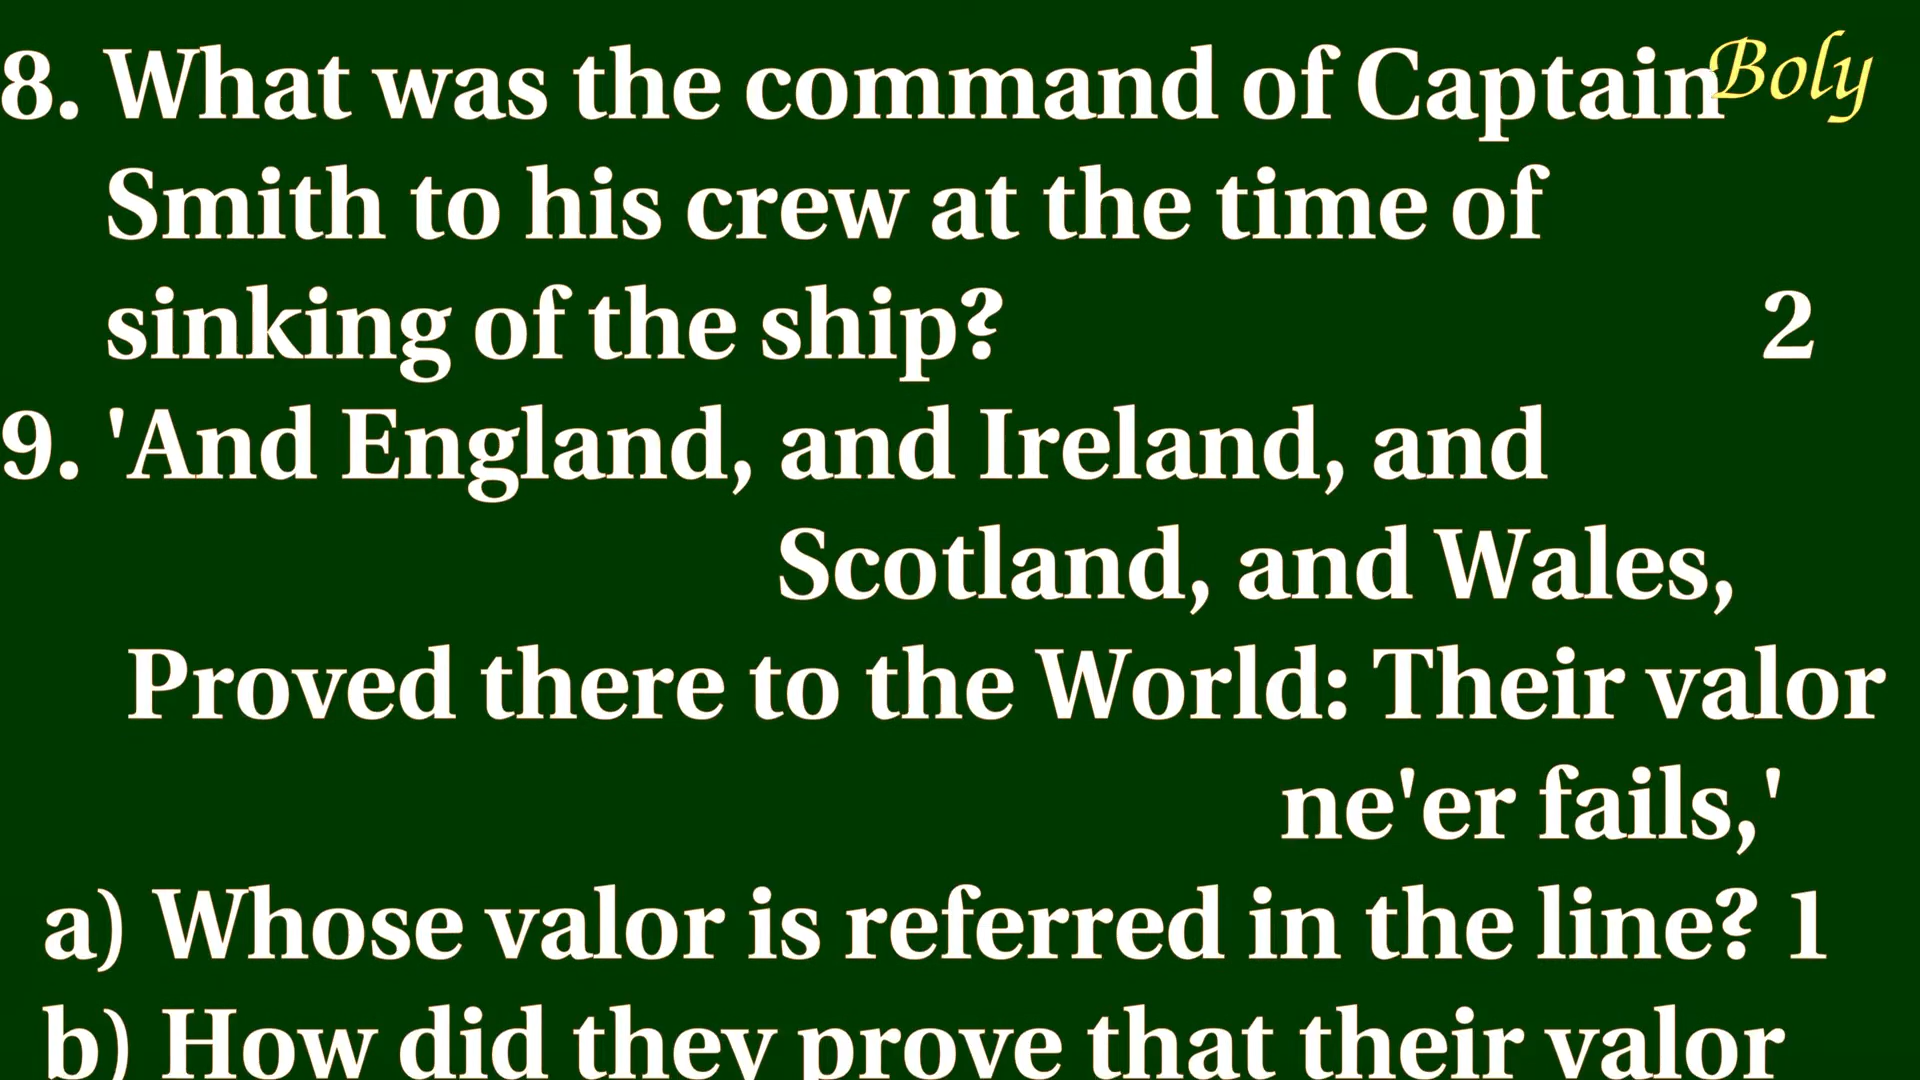 8. What was the command of Captain
Boly
Smith to his crew at the time of
sinking of the ship? 2
9. 'And England, and Ireland, and
Scotland, and Wales,
Proved there to the World: Their valor
ne'er fails,'
a) Whose valor is referred in the line? 1
b) How did they prove that their valor